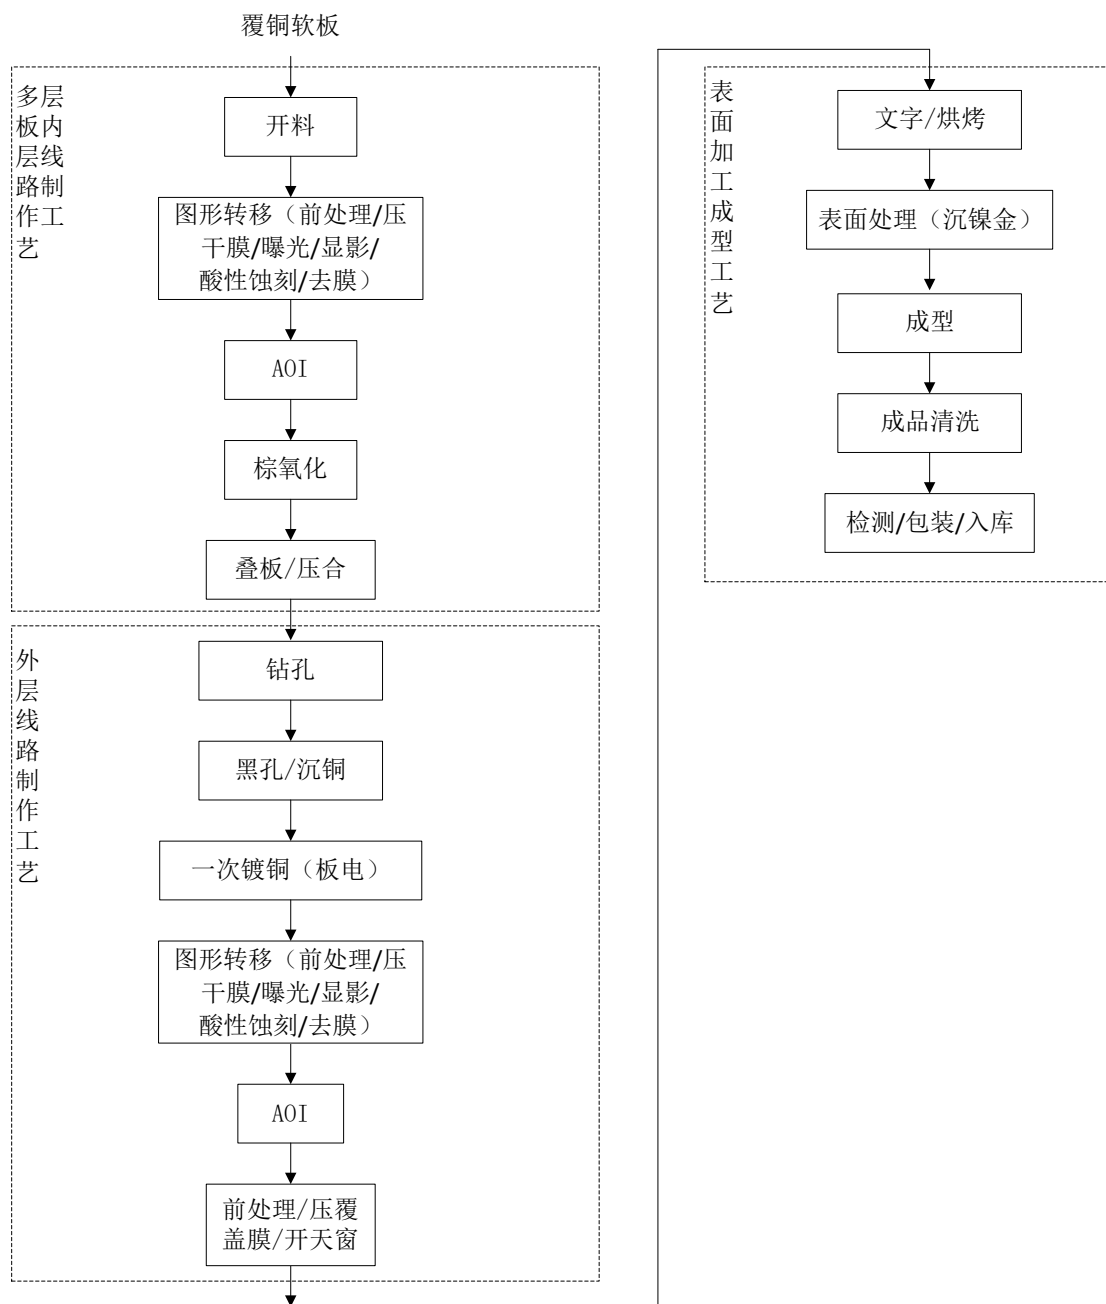 覆铜软板
多层
板内
层线
路制
作工
艺
开料
图形转移（前处理/压
干膜/曝光/显影/
酸性蚀刻/去膜）
AOI
棕氧化
叠板/压合
外
层
线
路
制
作
工
艺
钻孔
黑孔/沉铜
一次镀铜（板电）
图形转移（前处理/压
干膜/曝光/显影/
酸性蚀刻/去膜）
AOI
前处理/压覆
盖膜/开天窗
表
面
加
工
成
型
工
艺
文字/烘烤
表面处理（沉镍金）
成型
成品清洗
检测/包装/入库